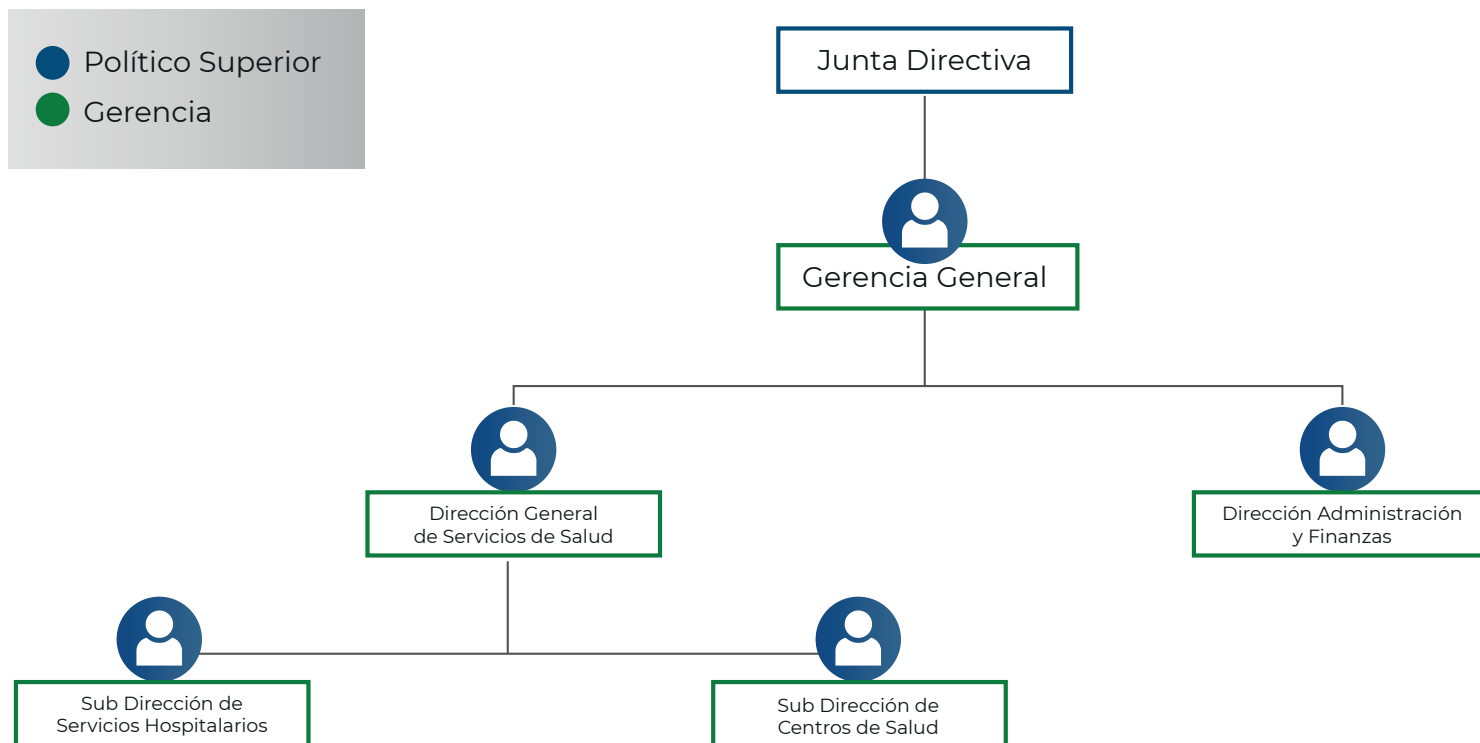 Político Superior
Gerencia
Junta Directiva
Gerencia General
Dirección General
de Servicios de Salud
Dirección Administración
y Finanzas
Sub Dirección de
Servicios Hospitalarios
Sub Dirección de
Centros de Salud